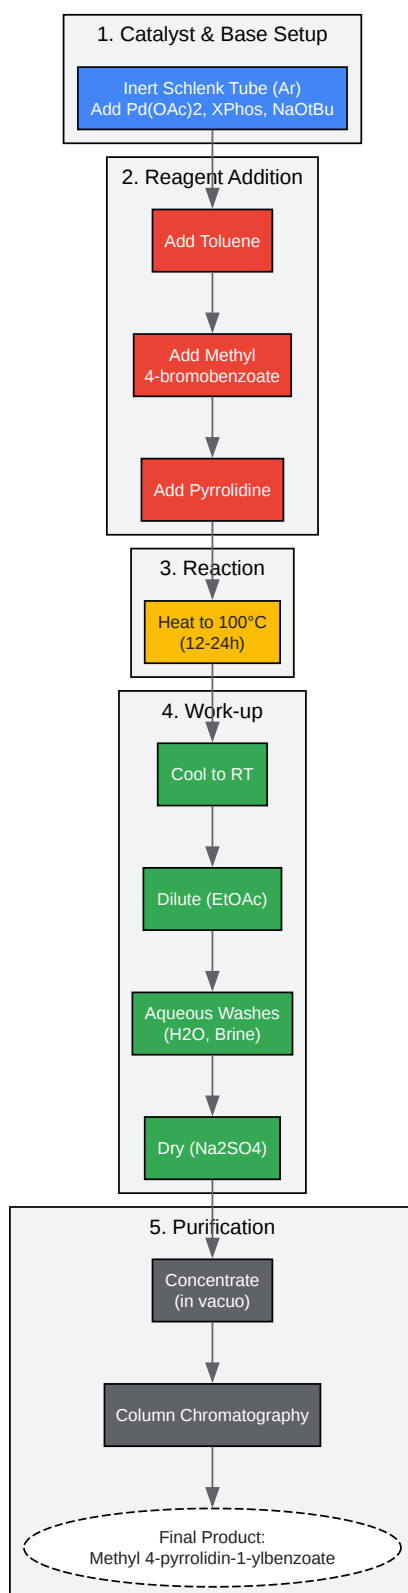 1. Catalyst & Base Setup
Inert Schlenk Tube (Ar)
Add Pd(OAc)2, XPhos, NaOtBu
2. Reagent Addition
Add Toluene
Add Methyl
4-bromobenzoate
Add Pyrrolidine
3. Reaction
Heat to 100°C
(12-24h)
4. Work-up
Cool to RT
Dilute (EtOAc)
Aqueous Washes
(H2O, Brine)
Dry (Na2SO4)
5. Purification
Concentrate
(in vacuo)
Column Chromatography
Final Product:
Methyl 4-pyrrolidin-1-ylbenzoate